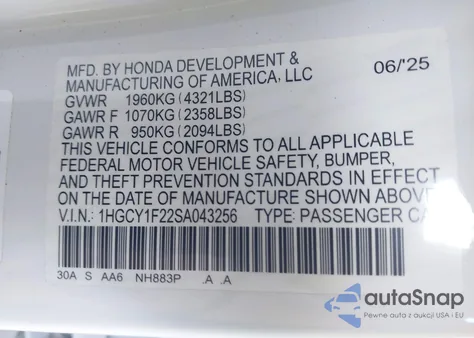 MFD. BY HONDA DEVELOPMENT &
MANUFACTURING OF AMERICA, LLC 06/'25
GVWR 1960KG (4321LBS)
GAWR F 1070KG (2358LBS)
GAWR R 950KG (2094LBS)
THIS VEHICLE CONFORMS TO ALL APPLICABLE
FEDERAL MOTOR VEHICLE SAFETY, BUMPER,
AND THEFT PREVENTION STANDARDS IN EFFECT
ON THE DATE OF MANUFACTURE SHOWN ABOVE
V.I.N.: 1HGCY1F22SA043256 TYPE: PASSENGER
30A S AA6 NH883P .A .A
autoSnap
Pewne auta z aukcji USA i EU